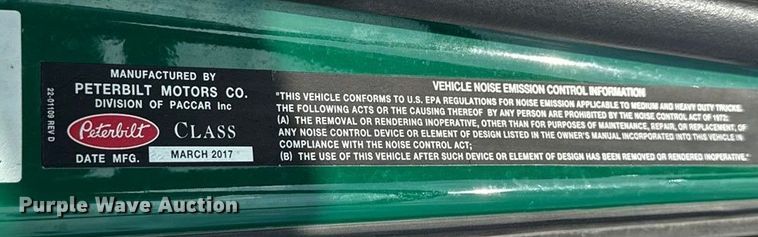 MANUFACTURED BY
PETERBILT MOTORS CO.
DIVISION OF PACCAR Inc
Peterbilt CLASS
DATE MFG. MARCH 2017
22-01109 REV D
VEHICLE NOISE EMISSION CONTROL INFORMATION
"THIS VEHICLE CONFORMS TO U.S. EPA REGULATIONS FOR NOISE EMISSION APPLICABLE TO MEDIUM AND HEAVY DUTY TRUCKS.
THE FOLLOWING ACTS OR THE CAUSING THEREOF BY ANY PERSON ARE PROHIBITED BY THE NOISE CONTROL ACT OF 1972:
(A) THE REMOVAL OR RENDERING INOPERATIVE, OTHER THAN FOR PURPOSES OF MAINTENANCE, REPAIR, OR REPLACEMENT, OF
ANY NOISE CONTROL DEVICE OR ELEMENT OF DESIGN LISTED IN THE OWNER'S MANUAL INCORPORATED INTO THIS VEHICLE IN
COMPLIANCE WITH THE NOISE CONTROL ACT;
(B) THE USE OF THIS VEHICLE AFTER SUCH DEVICE OR ELEMENT OF DESIGN HAS BEEN REMOVED OR RENDERED INOPERATIVE."
Purple Wave Auction